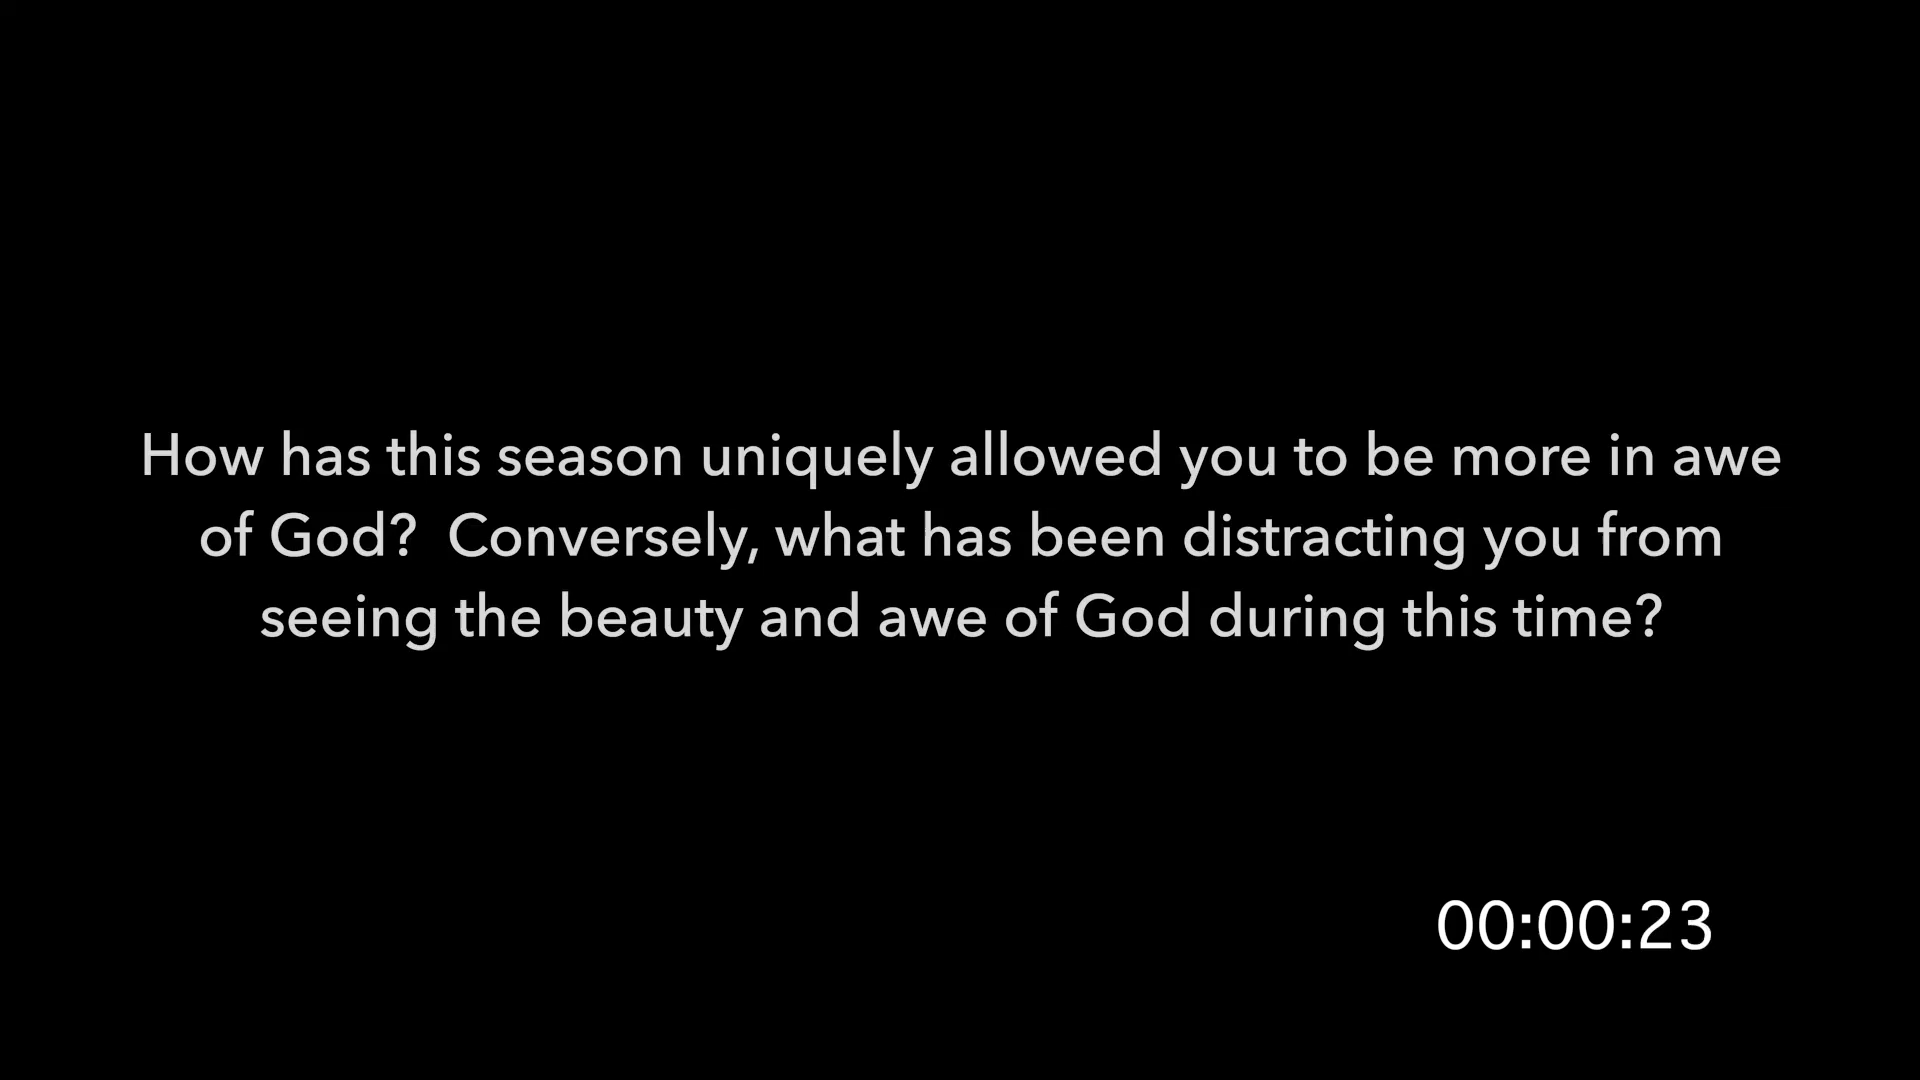 How has this season uniquely allowed you to be more in awe
of God?  Conversely, what has been distracting you from
seeing the beauty and awe of God during this time?
00:00:23